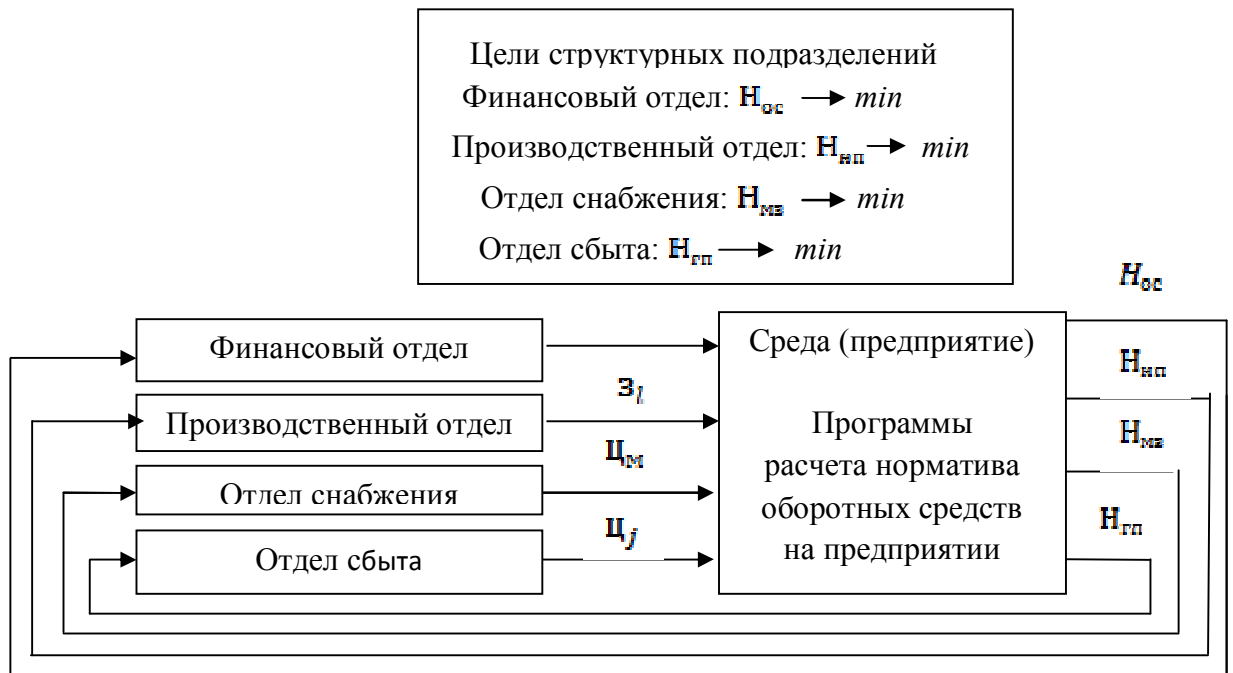 Цели структурных подразделений
Финансовый отдел: Нос → min
Производственный отдел: Ннп → min
Отдел снабжения: Нмз → min
Отдел сбыта: Нгп → min
Нос
Финансовый отдел
Среда (предприятие)
Ннп
Зi
Производственный отдел
Программы
расчета норматива
оборотных средств
на предприятии
Нмз
Цм
Отдел снабжения
Цj
Нгп
Отдел сбыта